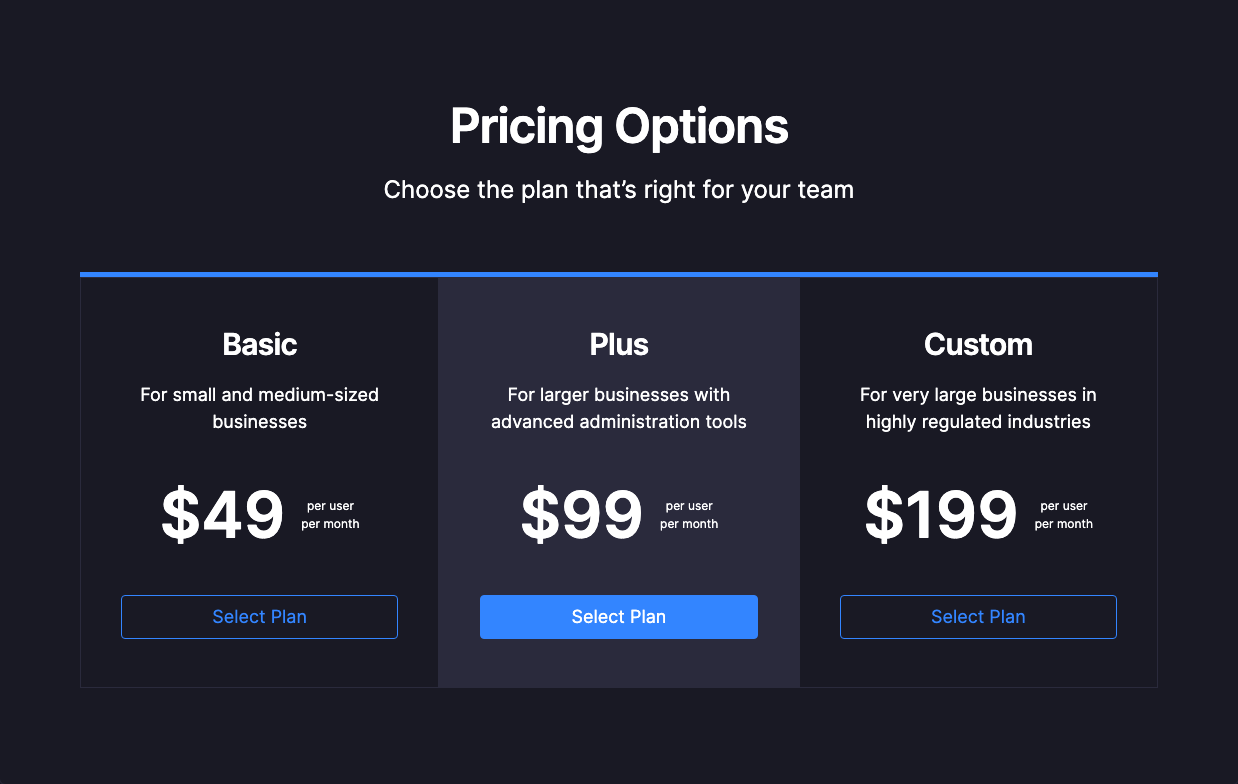 Pricing Options
Choose the plan that’s right for your team
Basic
For small and medium-sized
businesses
$49
per user
per month
Select Plan
Plus
For larger businesses with
advanced administration tools
$99
per user
per month
Select Plan
Custom
For very large businesses in
highly regulated industries
$199
per user
per month
Select Plan